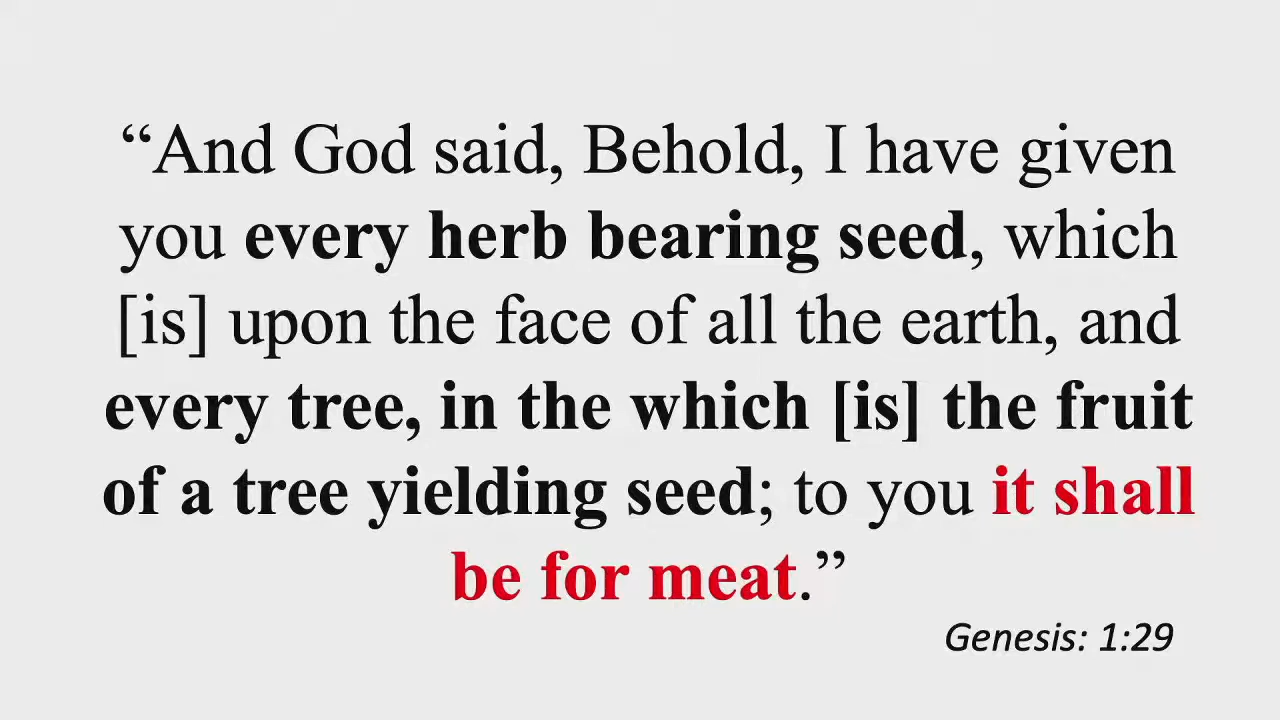 “And God said, Behold, I have given
you every herb bearing seed, which
[is] upon the face of all the earth, and
every tree, in the which [is] the fruit
of a tree yielding seed; to you it shall
be for meat.”
Genesis: 1:29